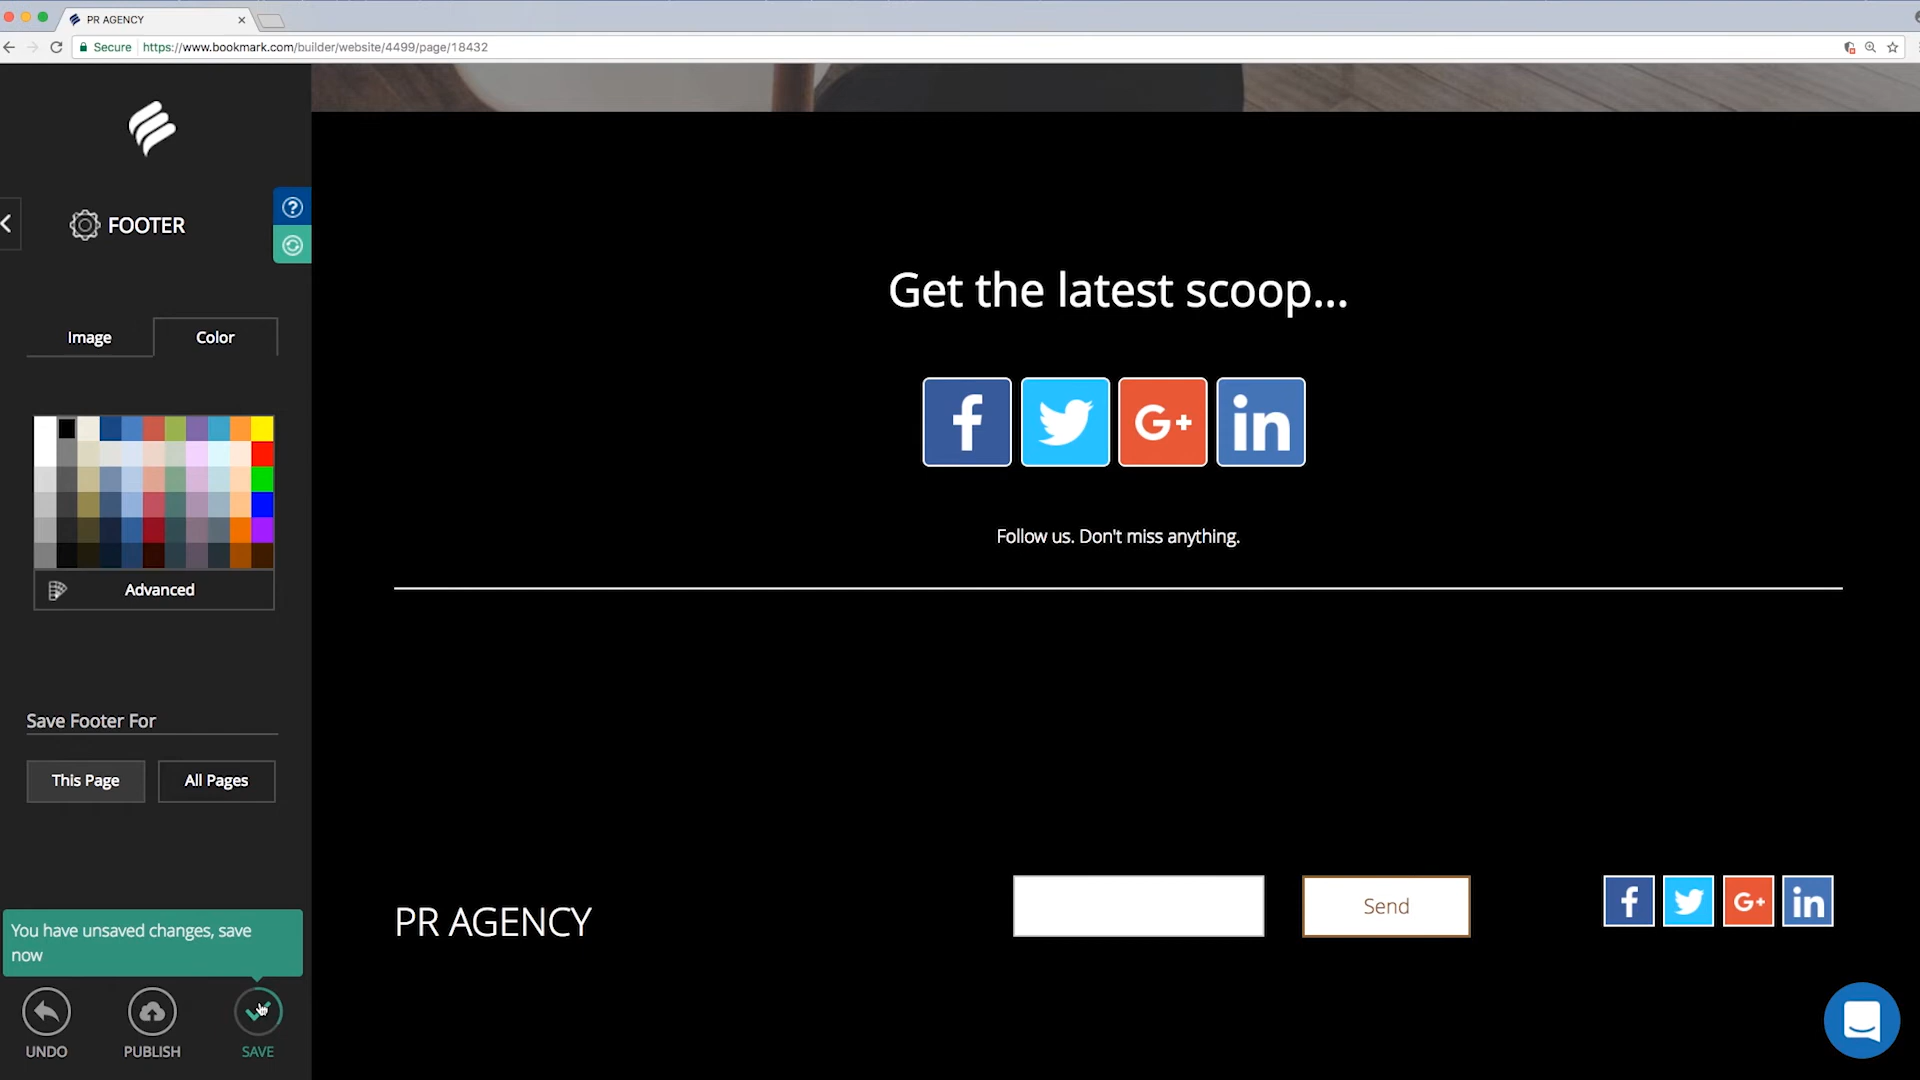 PR AGENCY
Secure https://www.bookmark.com/builder/website/4499/page/18432
FOOTER
?
Image
Color
Advanced
Save Footer For
This Page
All Pages
You have unsaved changes, save
now
UNDO
PUBLISH
SAVE
Get the latest scoop...
f
G+
in
Follow us. Don't miss anything.
PR AGENCY
Send
f
G+
in